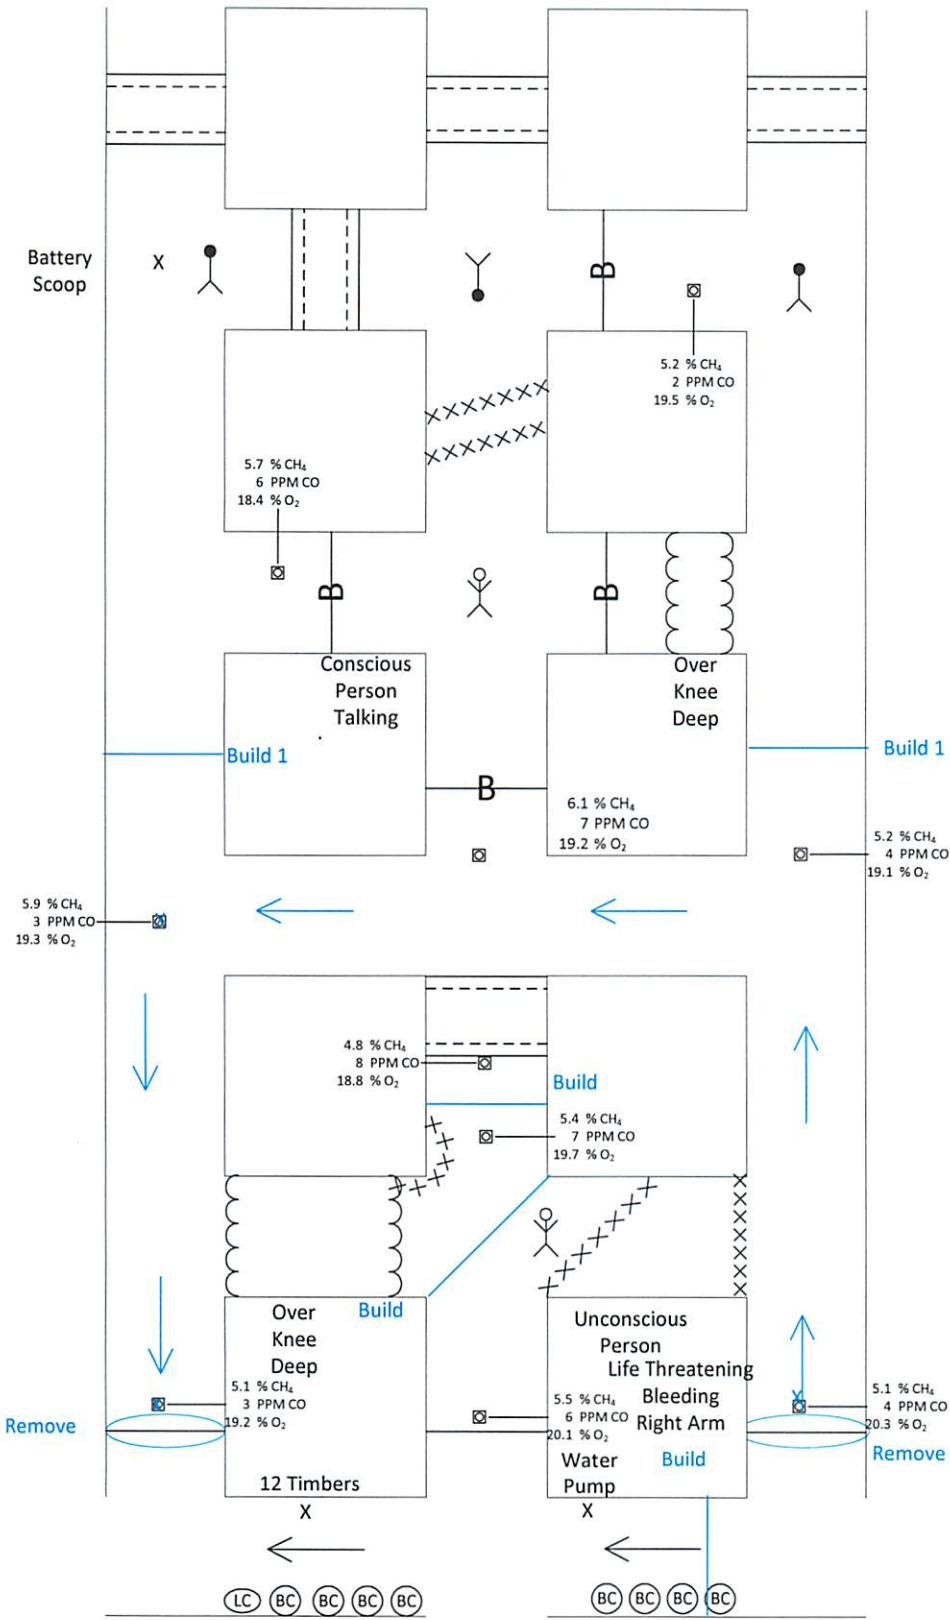 Battery
Scoop
X
B
5.2 % CH₄
2 PPM CO
19.5 % O₂
5.7 % CH₄
6 PPM CO
18.4 % O₂
B
B
Conscious
Person
Talking
Over
Knee
Deep
Build 1
Build 1
B
6.1 % CH₄
7 PPM CO
19.2 % O₂
5.2 % CH₄
4 PPM CO
19.1 % O₂
5.9 % CH₄
3 PPM CO
19.3 % O₂
4.8 % CH₄
8 PPM CO
18.8 % O₂
Build
5.4 % CH₄
7 PPM CO
19.7 % O₂
Over
Knee
Deep
Build
Unconscious
Person
Life Threatening
Bleeding
Right Arm
5.1 % CH₄
3 PPM CO
19.2 % O₂
5.5 % CH₄
6 PPM CO
20.1 % O₂
5.1 % CH₄
4 PPM CO
20.3 % O₂
Remove
Remove
Water
Pump
Build
12 Timbers
X
X
LC BC BC BC BC
BC BC BC BC